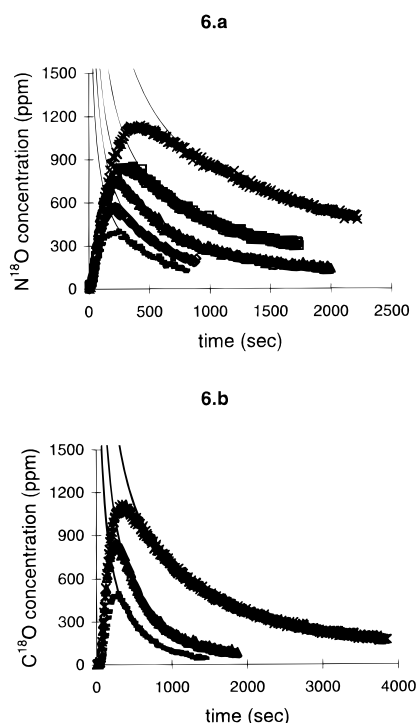 6.a
N18O concentration (ppm)
1500
1200
900
600
300
0
0 500 1000 1500 2000 2500
time (sec)
6.b
C18O concentration (ppm)
1500
1200
900
600
300
0
0 1000 2000 3000 4000
time (sec)